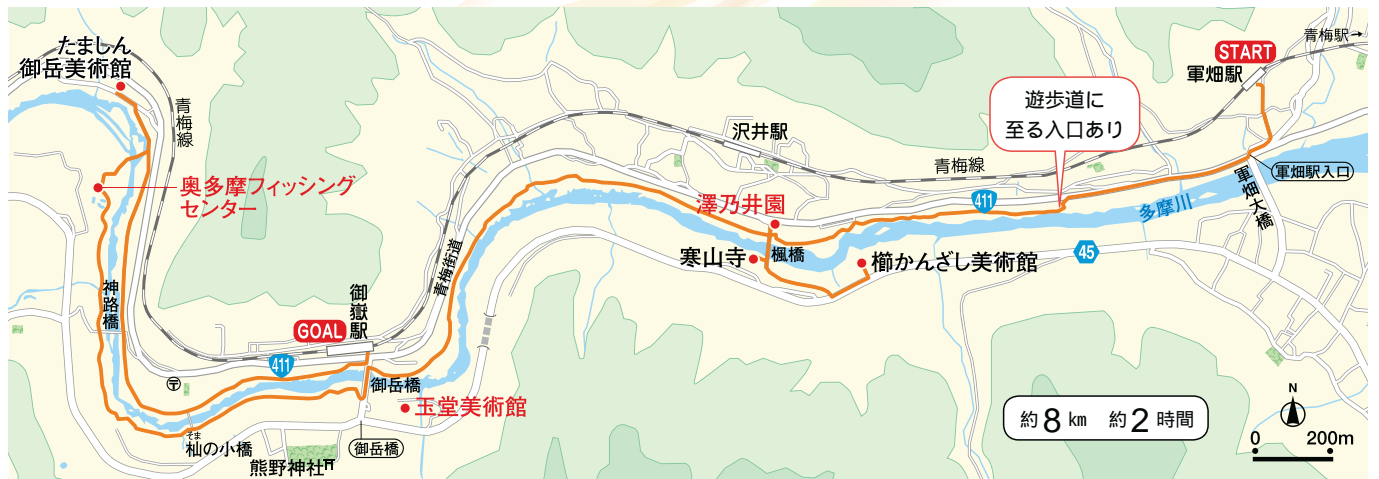 たましん
御岳美術館
青梅線
奥多摩フィッシング
センター
神路橋
GOAL
御嶽駅
411
青梅街道
御岳橋
玉堂美術館
御岳橋
そま
杣の小橋
熊野神社
沢井駅
青梅線
澤乃井園
寒山寺
楓橋
櫛かんざし美術館
411
遊歩道に
至る入口あり
青梅駅→
START
軍畑駅
軍畑駅入口
軍畑大橋
多摩川
45
約8km 約2時間
N
0 200m